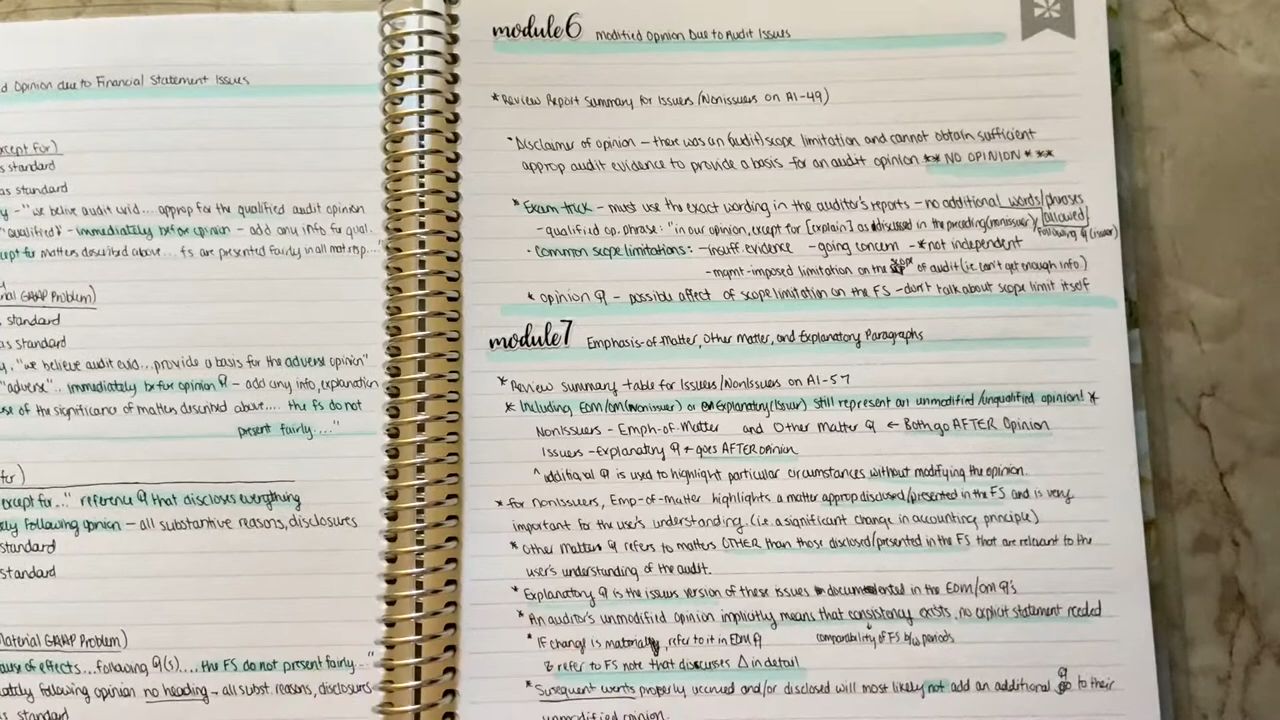 d Opinion due to Financial Statement Issues
xcept For)
s standard
as standard
y - "we belive audit evid... approp for the qualified audit opinion
"qualified" - immediately before opinion - add any info for qual.
cept for matters described above... fs are presented fairly in all mat resp..."
ial GAAP Problem)
standard
as standard
y. "we believe audit evid...provide a basis for the adverse opinion"
"adverse".. immediately before opinion ¶ - add any info, explanation
use of the significance of matters described above.... the fs do not
present fairly...."
ter)
except for..." reference ¶ that discloses everything
ely following opinion - all substantive reasons, disclosures
standard
standard
Material GAAP Problem)
ause of effects...following ¶(s)....the FS do not present fairly..."
ately following opinion no heading - all subst. reasons, disclosures
as standard
module 6 Modified Opinion Due to Audit Issues
*Review Report Summary for Issuers/Nonissuers on A1-49)
*Disclaimer of opinion - there was an (audit) scope limitation and cannot obtain sufficient
approp audit evidence to provide a basis for an audit opinion ** NO OPINION ***
*Exam trick - must use the exact wording in the auditor's reports - no additional words/phrases allowed
- qualified op. phrase: "in our opinion, except for [explain] as discussed in the preceding (nonissuer)/following ¶ (issuer)
· Common scope limitations: - insuff. evidence - going concern - *not independent
- mgmt-imposed limitation on the scope of audit (ie. can't get enough info.)
* opinion ¶ - possible affect of scope limitation on the FS - don't talk about scope limit itself
module 7 Emphasis-of Matter, Other Matter, and Explanatory Paragraphs
*Review summary table for Issuers/NonIssuers on A1-57
* Including EOM/OM (Nonissuer) or Explanatory (Issuer) still represent an unmodified/unqualified opinion! *
NonIssuers - Emph-of-Matter and Other Matter ¶ ← Both go AFTER Opinion
Issuers - Explanatory ¶ ← goes AFTER opinion
^ additional ¶ is used to highlight particular circumstances without modifying the opinion.
* for nonissuers, Emp-of-matter highlights a matter approp disclosed/presented in the FS and is very
important for the user's understanding. (i.e. a significant change in accounting principle)
* Other Matters ¶ refers to matters OTHER than those disclosed/presented in the FS that are relevant to the
user's understanding of the audit.
*Explanatory ¶ is the issuers version of these issues documented in the EOM/OM ¶'s
* An auditor's unmodified opinion implicitly means that consistency exists. no explicit statement needed
* IF change is material, refer to it in EOM ¶ comparability of FS b/w periods
& refer to FS note that discusses Δ in detail
*Susequent events properly accrued and/or disclosed will most likely not add an additional ¶ to their
unmodified opinion.